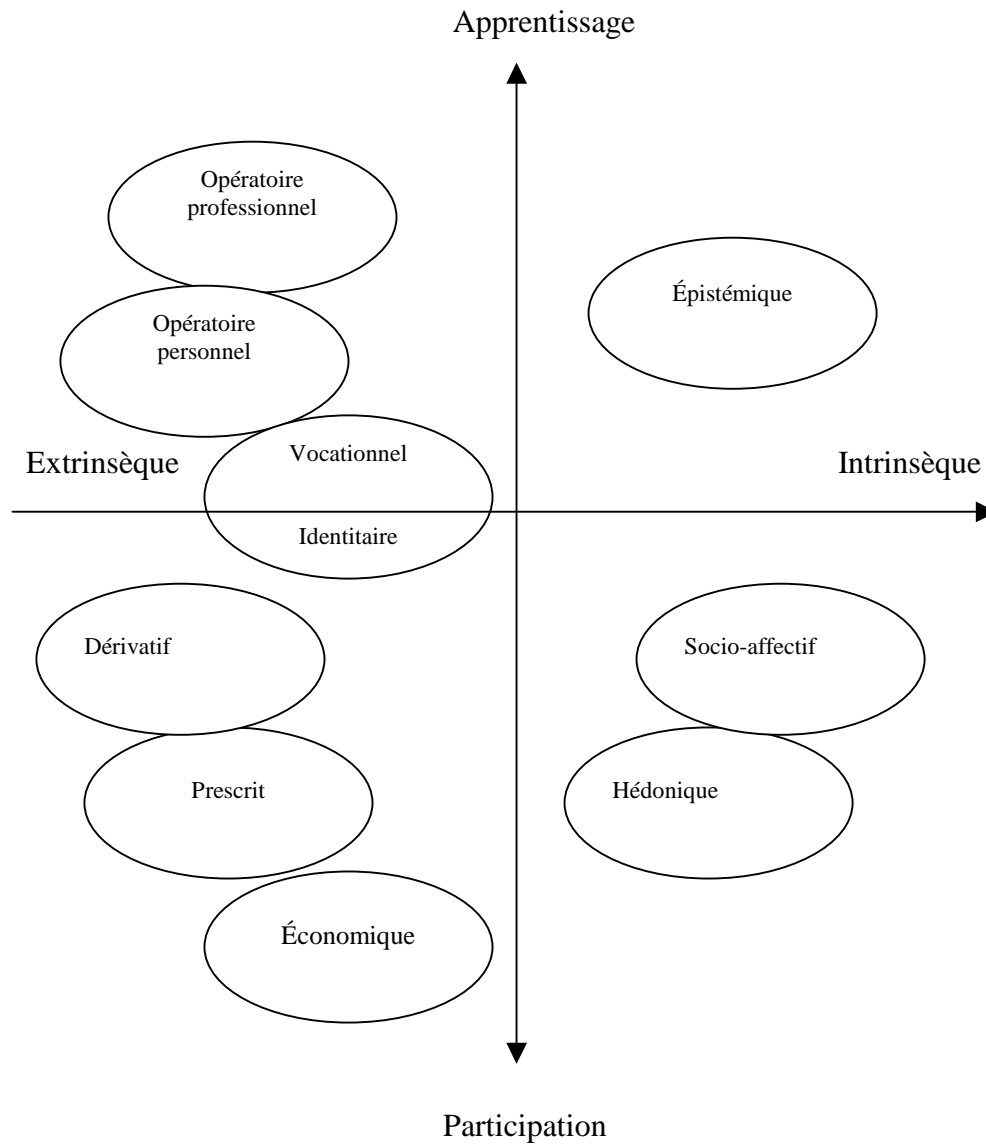 Apprentissage
Opératoire
professionnel
Épistémique
Opératoire
personnel
Vocationnel
Extrinsèque
Intrinsèque
Identitaire
Dérivatif
Socio-affectif
Prescrit
Hédonique
Économique
Participation